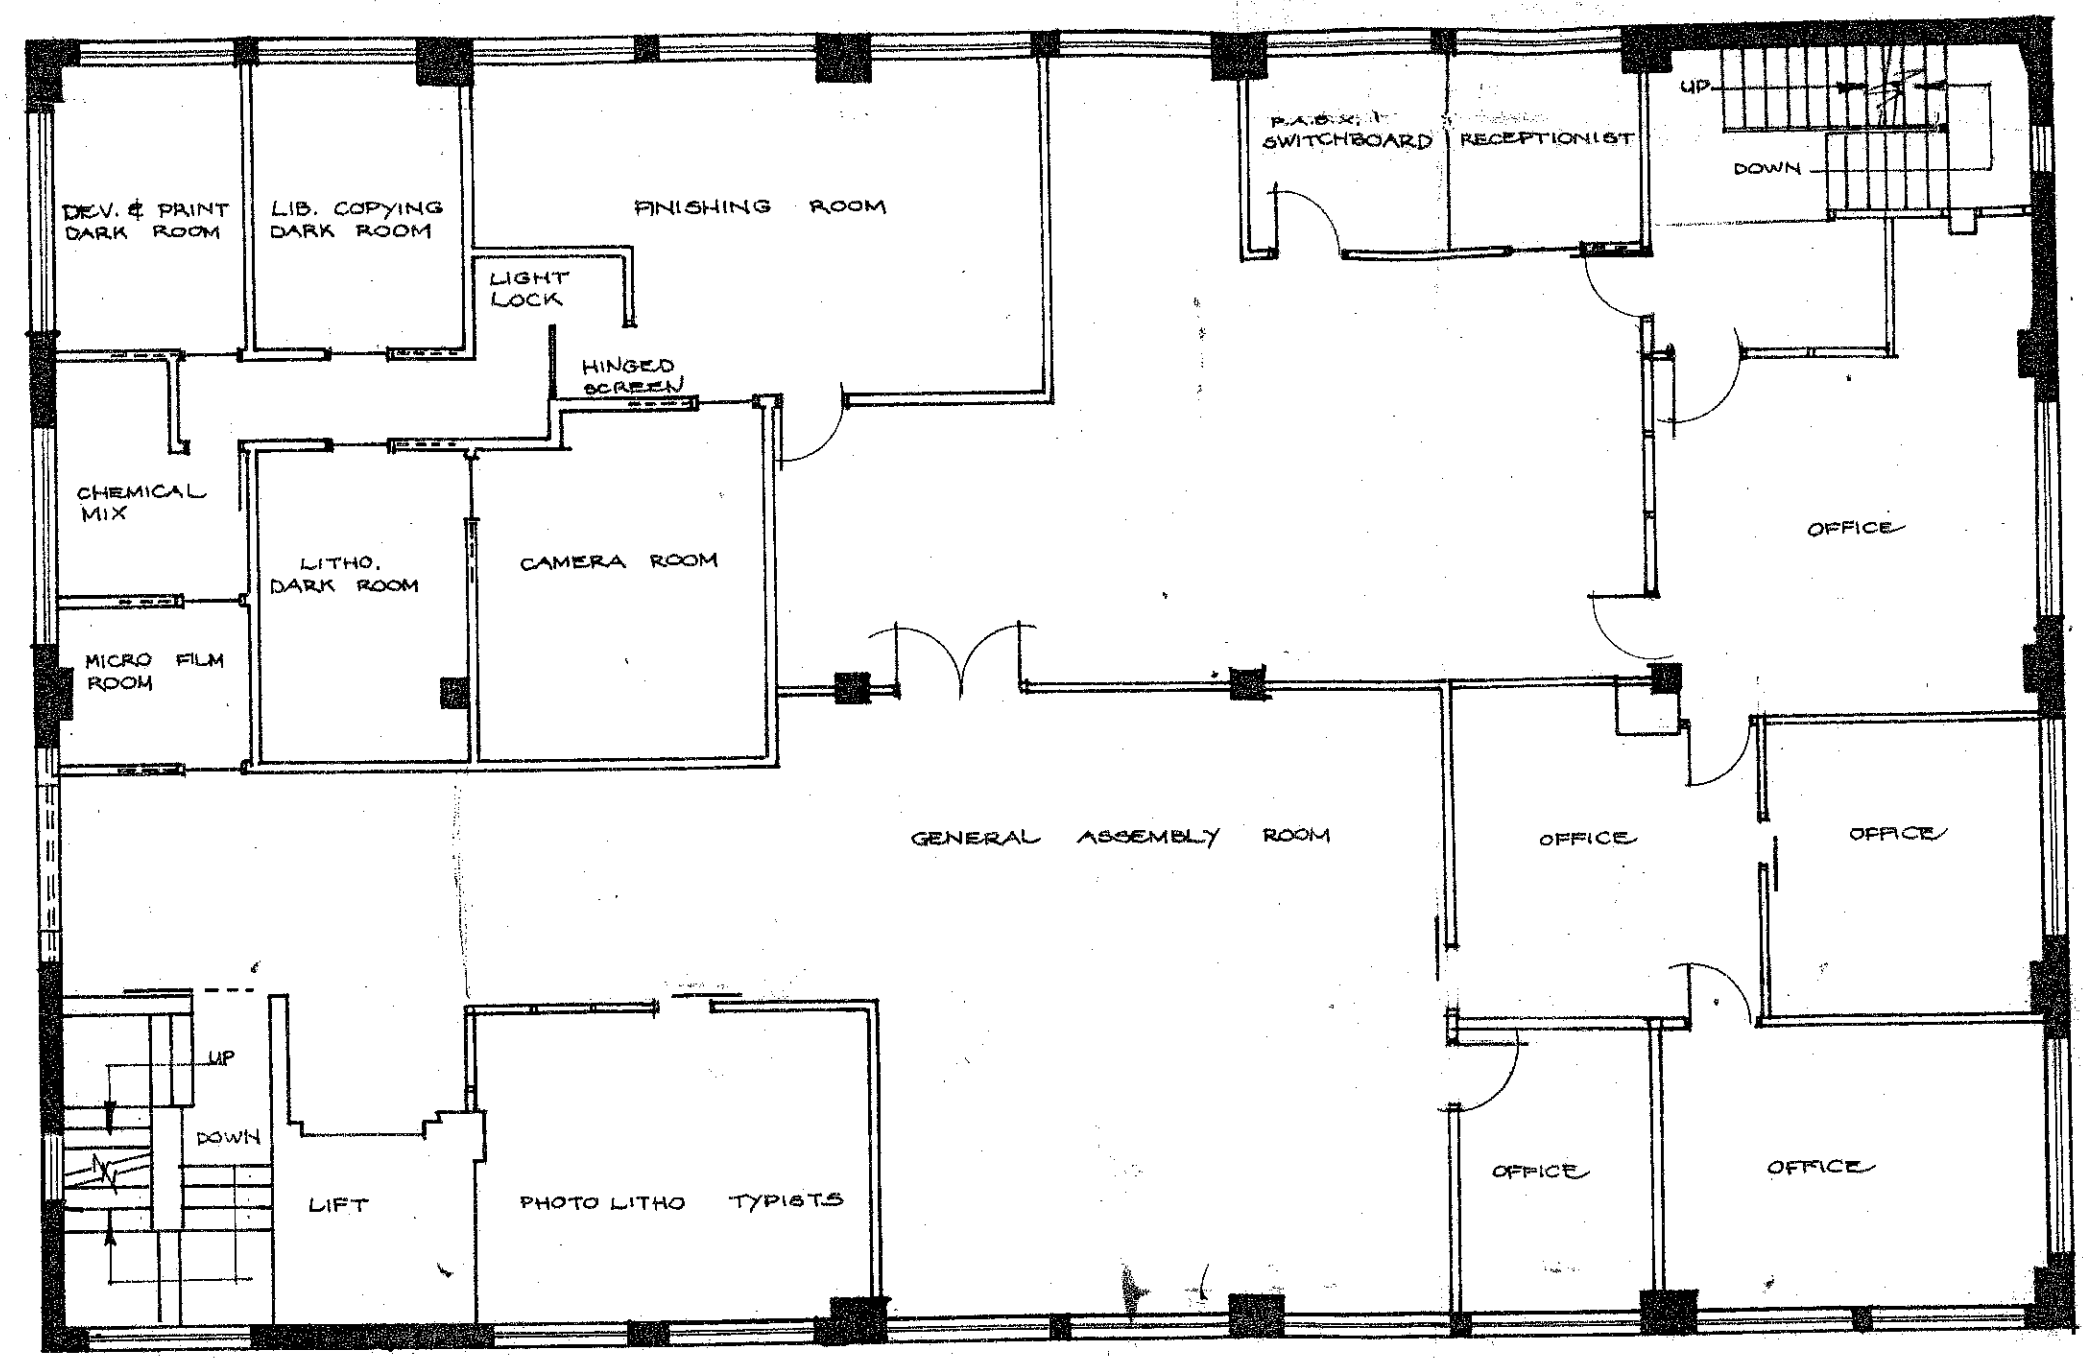 UP
P.A.B.X.
SWITCHBOARD
RECEPTIONIST
DOWN
DEV. & PRINT
DARK ROOM
LIB. COPYING
DARK ROOM
FINISHING ROOM
LIGHT
LOCK
HINGED
SCREEN
CHEMICAL
MIX
OFFICE
LITHO.
DARK ROOM
CAMERA ROOM
MICRO FILM
ROOM
GENERAL ASSEMBLY ROOM
OFFICE
OFFICE
UP
DOWN
LIFT
PHOTO LITHO TYPISTS
OFFICE
OFFICE